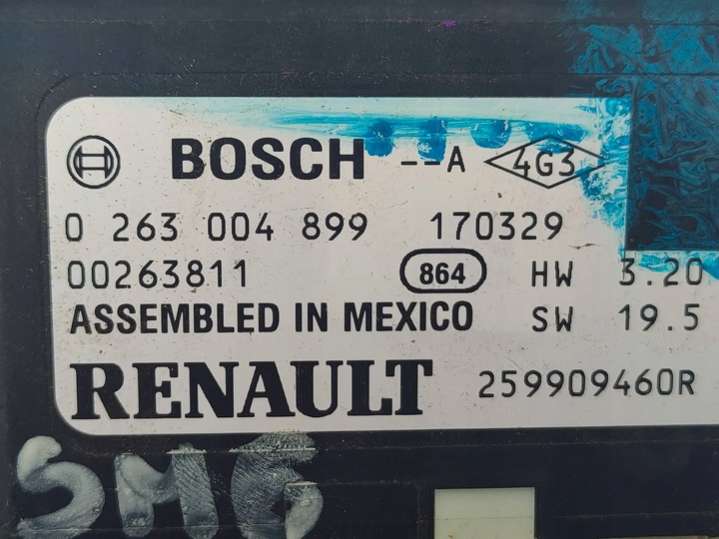 BOSCH --A 4G3
0 263 004 899 170329
00263811 864 HW 3.20
ASSEMBLED IN MEXICO SW 19.5
RENAULT 259909460R
SM6